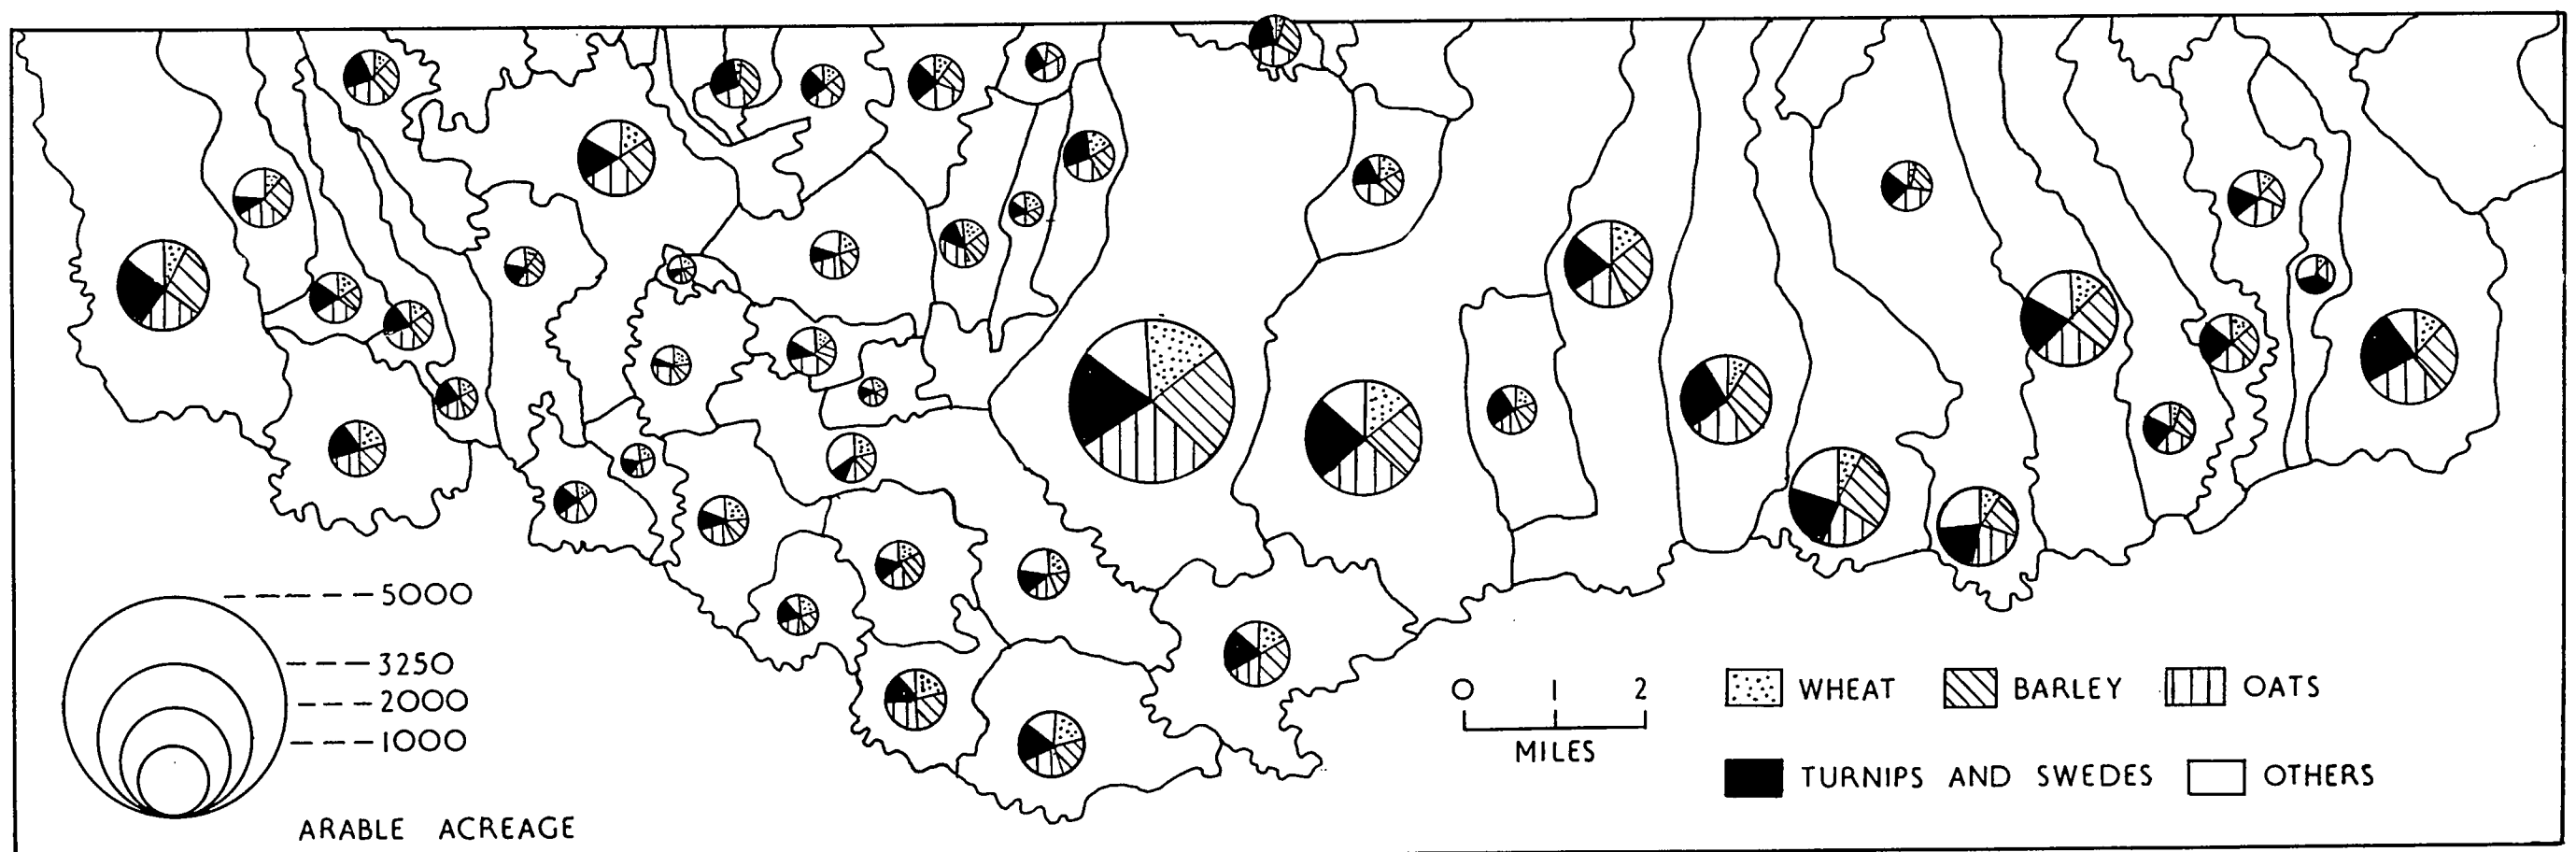 5000
3250
2000
1000
ARABLE ACREAGE
0 1 2
MILES
WHEAT BARLEY OATS
TURNIPS AND SWEDES OTHERS